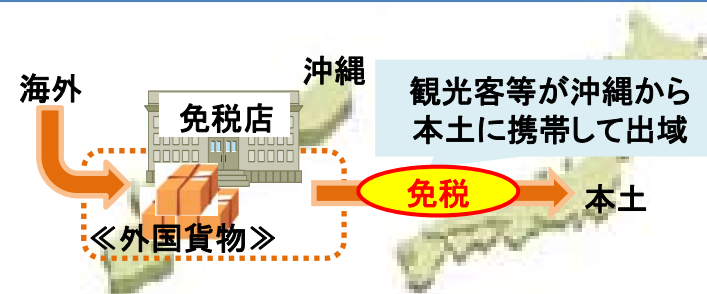 海外
沖縄
免税店
≪外国貨物≫
観光客等が沖縄から
本土に携帯して出域
免税
本土